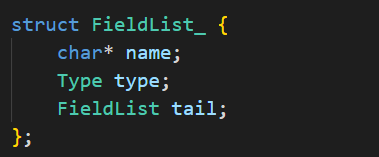 struct FieldList_ {
    char* name;
    Type type;
    FieldList tail;
};